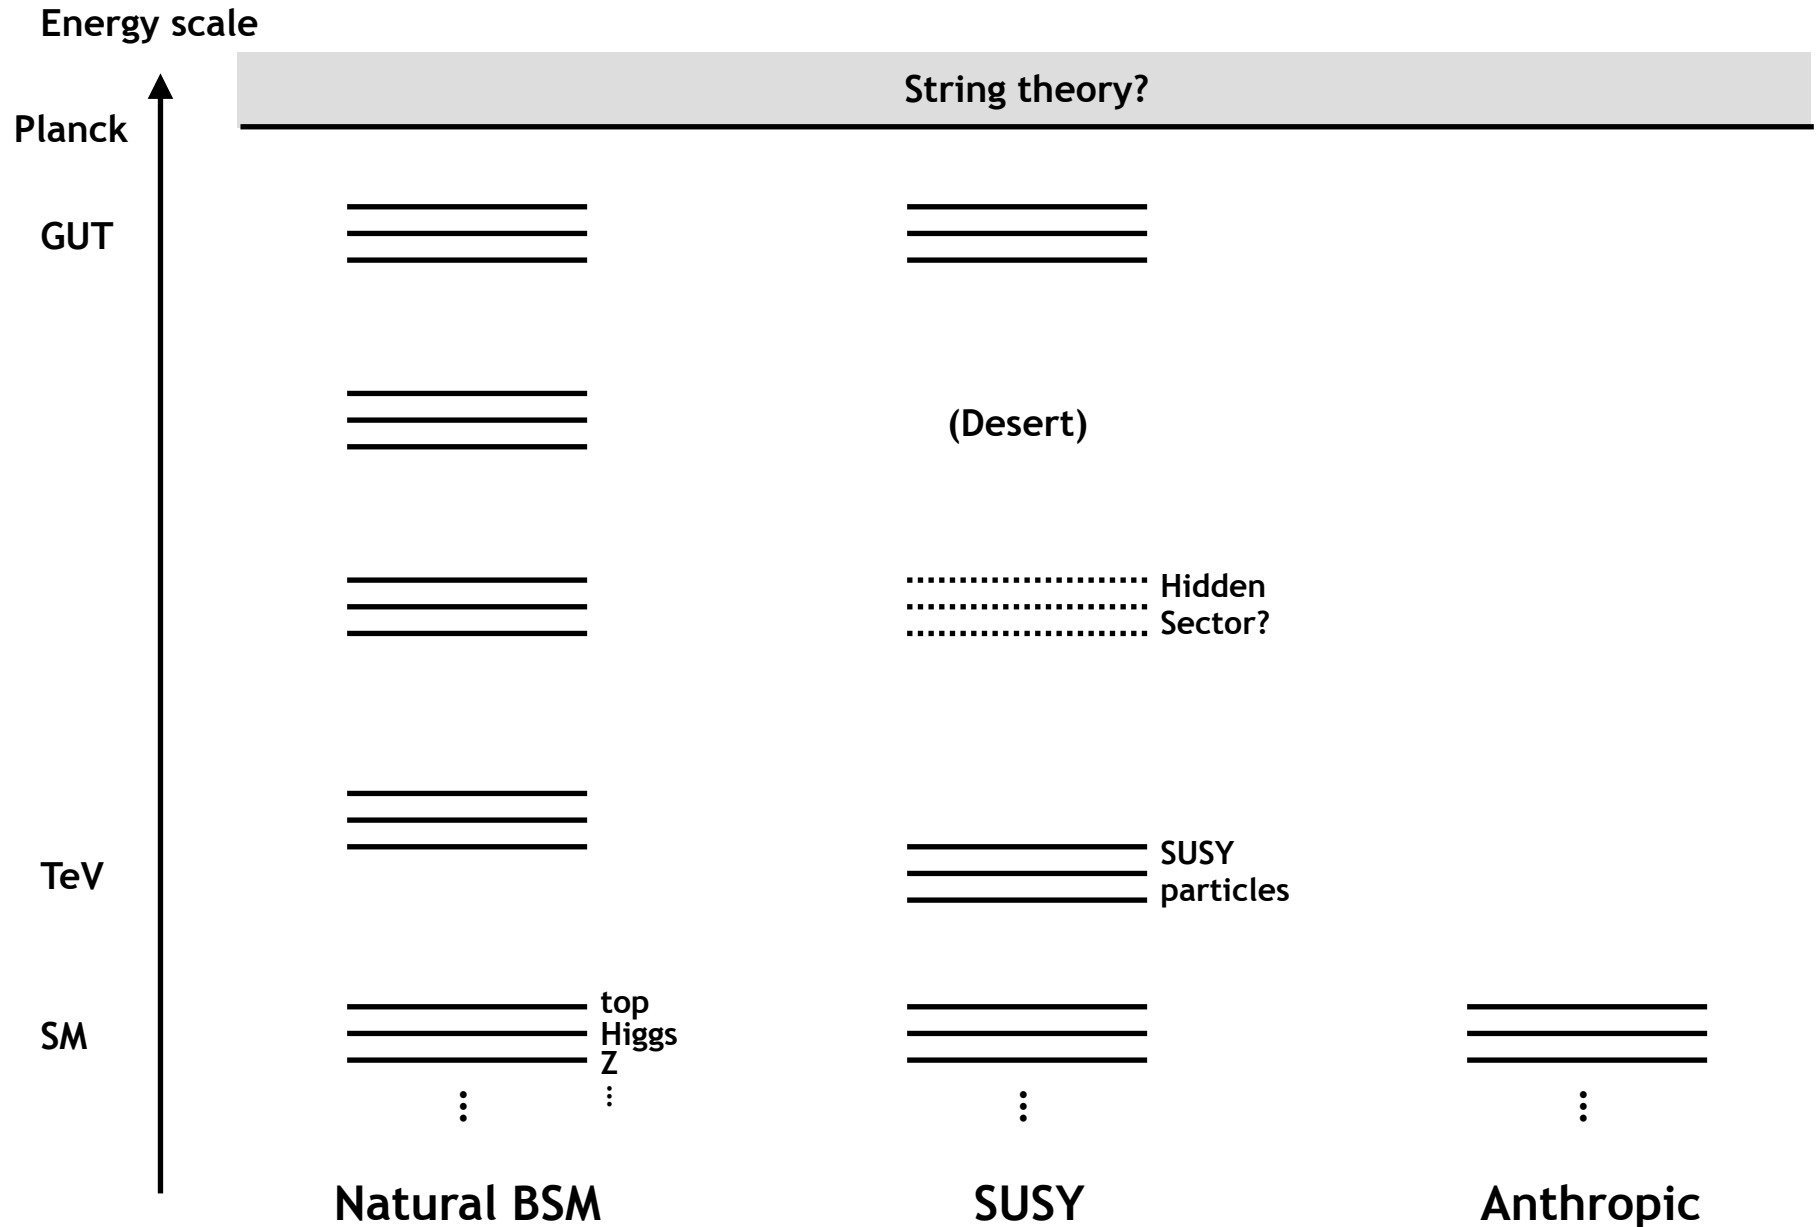 Energy scale
String theory?
Planck
GUT
(Desert)
Hidden
Sector?
SUSY
TeV
particles
top
SM
Higgs
Z
⋮
⋮
⋮
⋮
Natural BSM
SUSY
Anthropic